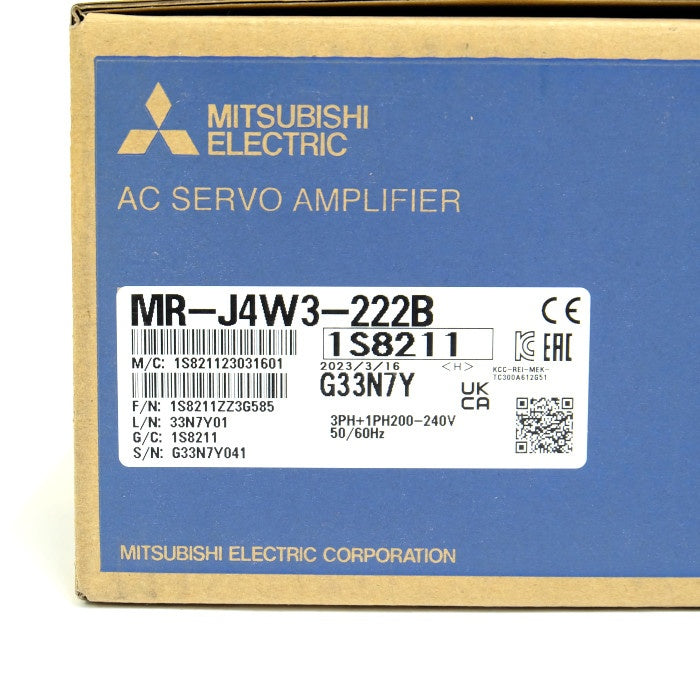 MITSUBISHI
ELECTRIC
AC SERVO AMPLIFIER
MR-J4W3-222B
1S8211
M/C: 1S821123031601
2023/3/16 <H>
KCC-REI-MEK-
TC300A612G51
G33N7Y
UK
CA
CE
EAC
F/N: 1S8211ZZ3G585
L/N: 33N7Y01
G/C: 1S8211
S/N: G33N7Y041
3PH+1PH200-240V
50/60Hz
MITSUBISHI ELECTRIC CORPORATION